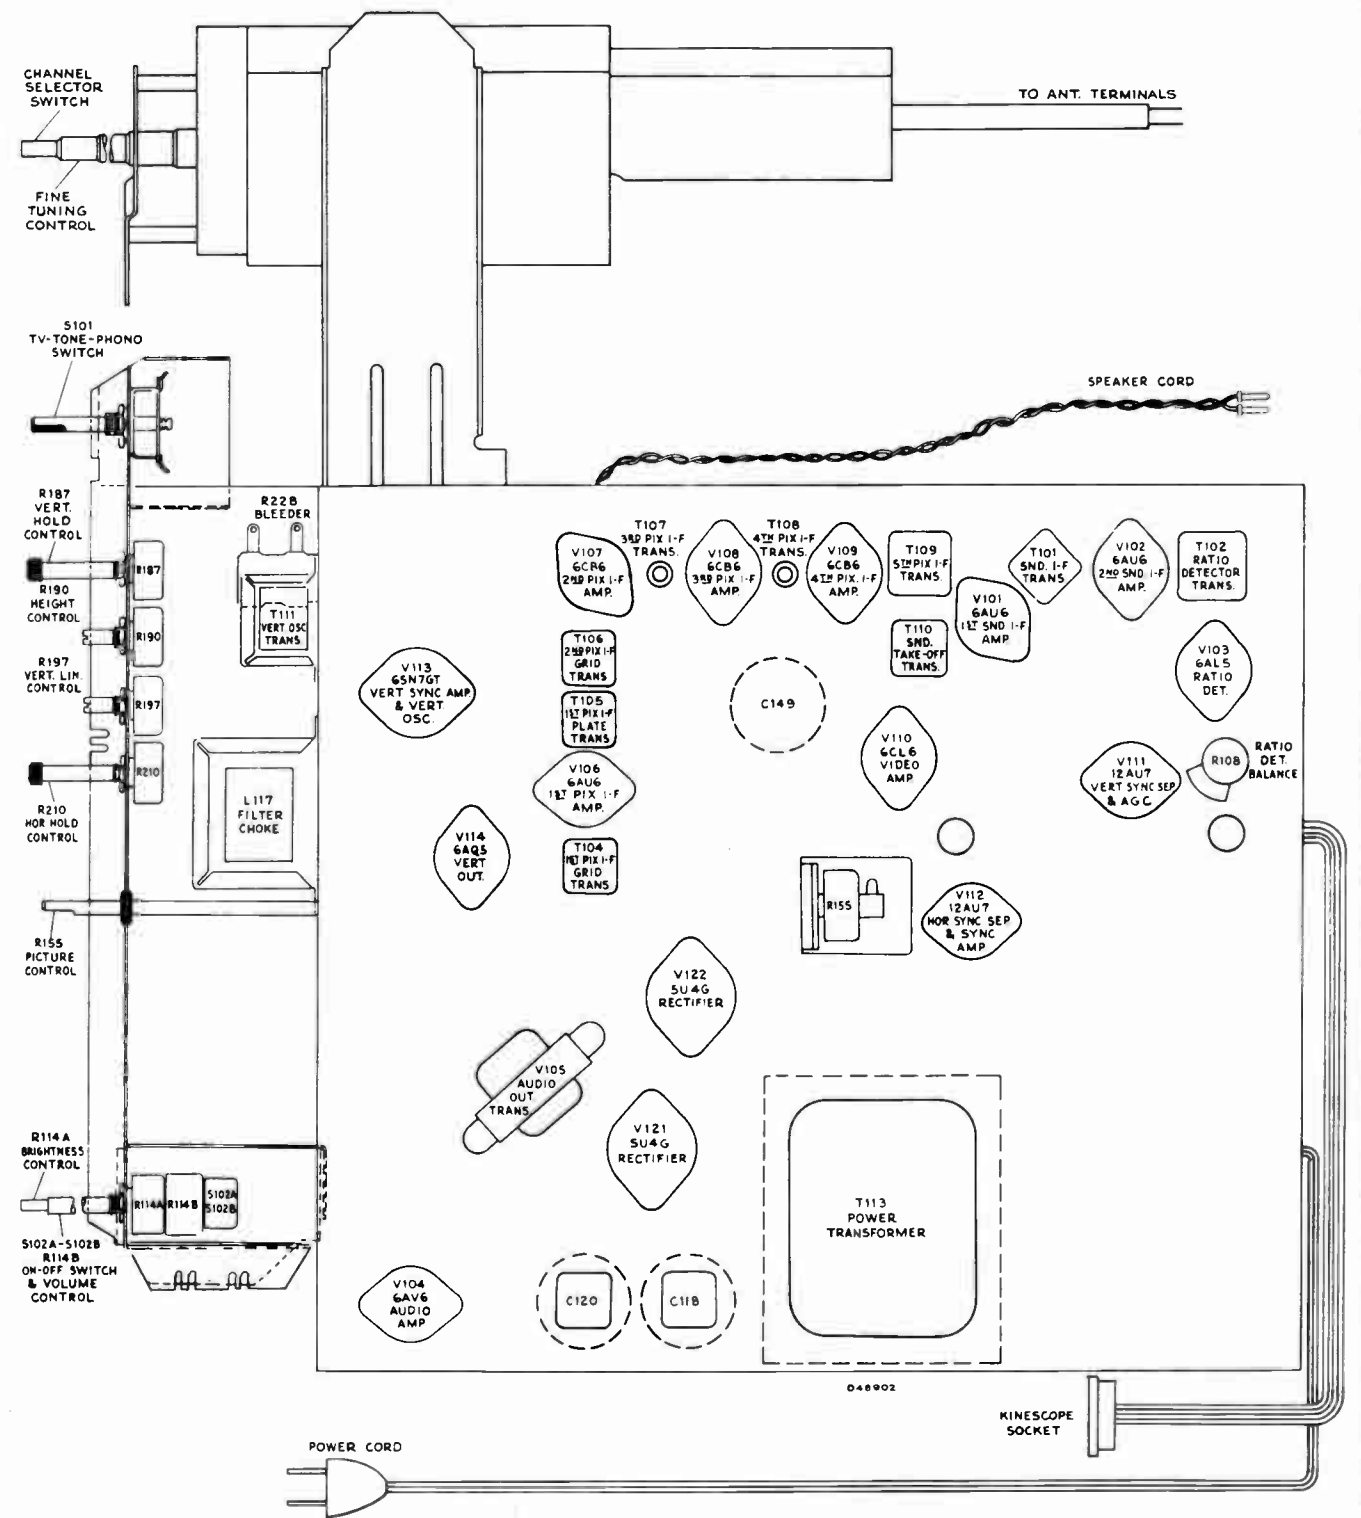 CHANNEL
SELECTOR
SWITCH
TO ANT. TERMINALS
FINE
TUNING
CONTROL
S101
TV-TONE-PHONO
SWITCH
SPEAKER CORD
R187
VERT.
HOLD
CONTROL
R190
HEIGHT
CONTROL
R197
VERT. LIN.
CONTROL
R210
HOR HOLD
CONTROL
R155
PICTURE
CONTROL
R187
R190
R197
R210
R228
BLEEDER
T111
VERT OSC
TRANS.
L117
FILTER
CHOKE
V107
6CB6
2ND PIX I-F
AMP.
T107
3RD PIX I-F
TRANS.
V108
6CB6
3RD PIX I-F
AMP
T108
4TH PIX I-F
TRANS.
V109
6CB6
4TH PIX. I-F
AMP.
T109
5TH PIX I-F
TRANS.
T101
SND. I-F
TRANS
V102
6AU6
2ND SND. I-F
AMP.
T102
RATIO
DETECTOR
TRANS.
V101
6AU6
1ST SND I-F
AMP.
T110
SND.
TAKE-OFF
TRANS.
V103
6AL5
RATIO
DET.
T106
2ND PIX I-F
GRID
TRANS
V113
6SN7GT
VERT SYNC AMP.
& VERT.
OSC.
T105
1ST PIX I-F
PLATE
TRANS
C149
V110
6CL6
VIDEO
AMP.
V106
6AU6
1ST PIX I-F
AMP.
V111
12AU7
VERT SYNC SEP
& AGC
R108
RATIO
DET.
BALANCE
V114
6AQ5
VERT
OUT.
T104
1ST PIX I-F
GRID
TRANS
R155
V112
12AU7
HOR SYNC SEP
& SYNC
AMP
V122
5U4G
RECTIFIER
V105
AUDIO
OUT
TRANS.
V121
5U4G
RECTIFIER
T113
POWER
TRANSFORMER
R114A
BRIGHTNESS
CONTROL
R114A
R114B
S102A
S102B
S102A-S102B
R114B
ON-OFF SWITCH
& VOLUME
CONTROL
V104
6AV6
AUDIO
AMP
C120
C118
D48902
KINESCOPE
SOCKET
POWER CORD